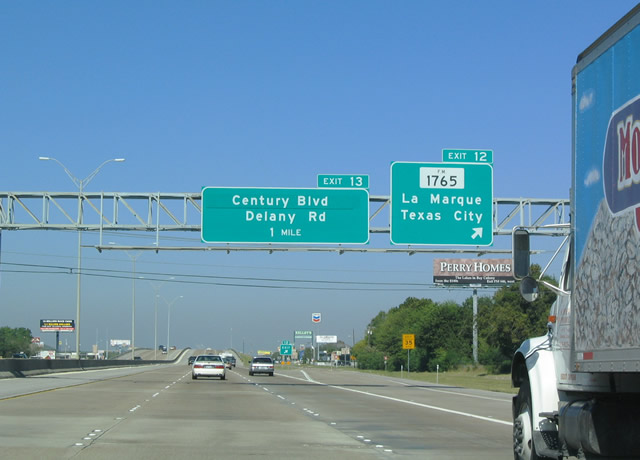 EXIT 13
Century Blvd
Delany Rd
1 MILE
EXIT 12
FM
1765
La Marque
Texas City
PERRY HOMES
35